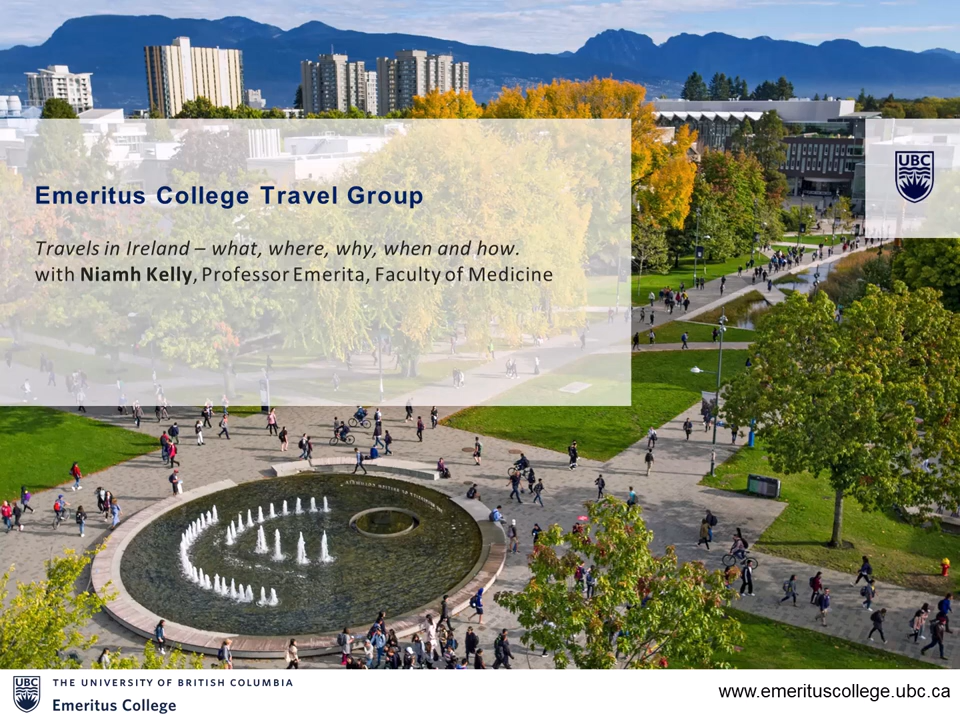 UBC
Emeritus College Travel Group
Travels in Ireland – what, where, why, when and how.
with Niamh Kelly, Professor Emerita, Faculty of Medicine
UBC
THE UNIVERSITY OF BRITISH COLUMBIA
Emeritus College
www.emerituscollege.ubc.ca